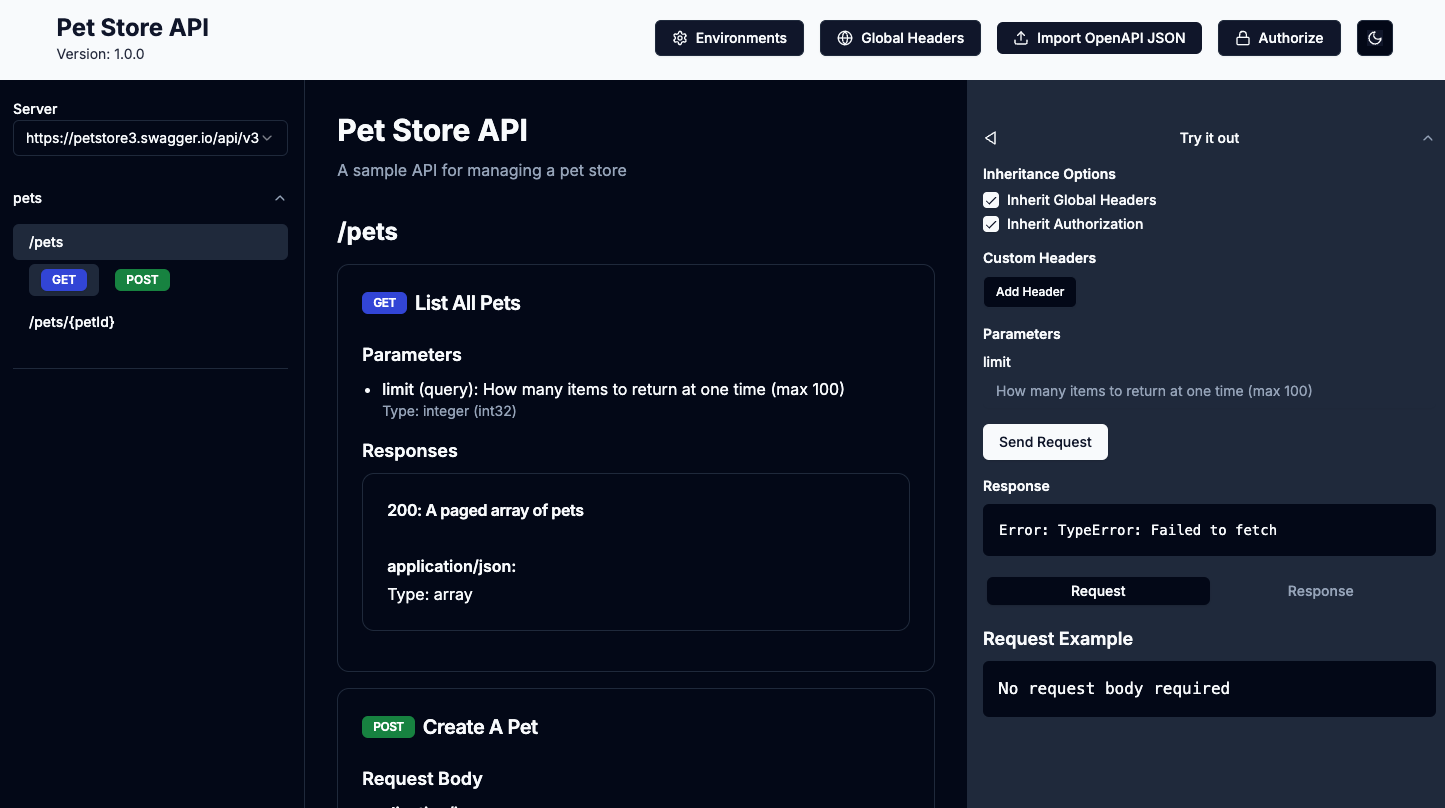 Pet Store API
Version: 1.0.0
Environments
Global Headers
Import OpenAPI JSON
Authorize
Server
https://petstore3.swagger.io/api/v3
pets
/pets
GET
POST
/pets/{petId}
Pet Store API
A sample API for managing a pet store
/pets
GET List All Pets
Parameters
• limit (query): How many items to return at one time (max 100)
Type: integer (int32)
Responses
200: A paged array of pets
application/json:
Type: array
POST Create A Pet
Request Body
Try it out
Inheritance Options
Inherit Global Headers
Inherit Authorization
Custom Headers
Add Header
Parameters
limit
How many items to return at one time (max 100)
Send Request
Response
Error: TypeError: Failed to fetch
Request
Response
Request Example
No request body required